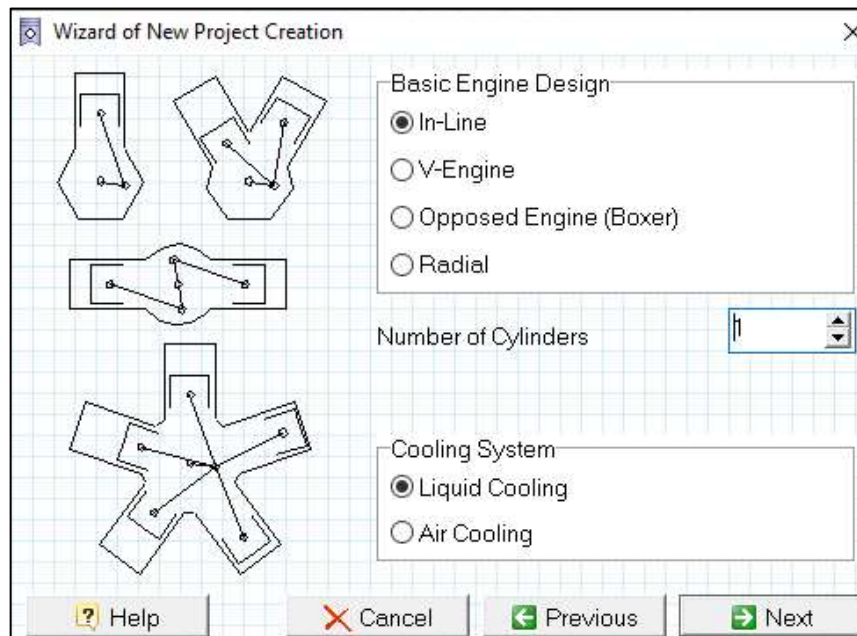 Wizard of New Project Creation
Basic Engine Design
In-Line
V-Engine
Opposed Engine (Boxer)
Radial
Number of Cylinders
1
Cooling System
Liquid Cooling
Air Cooling
Help
Cancel
Previous
Next